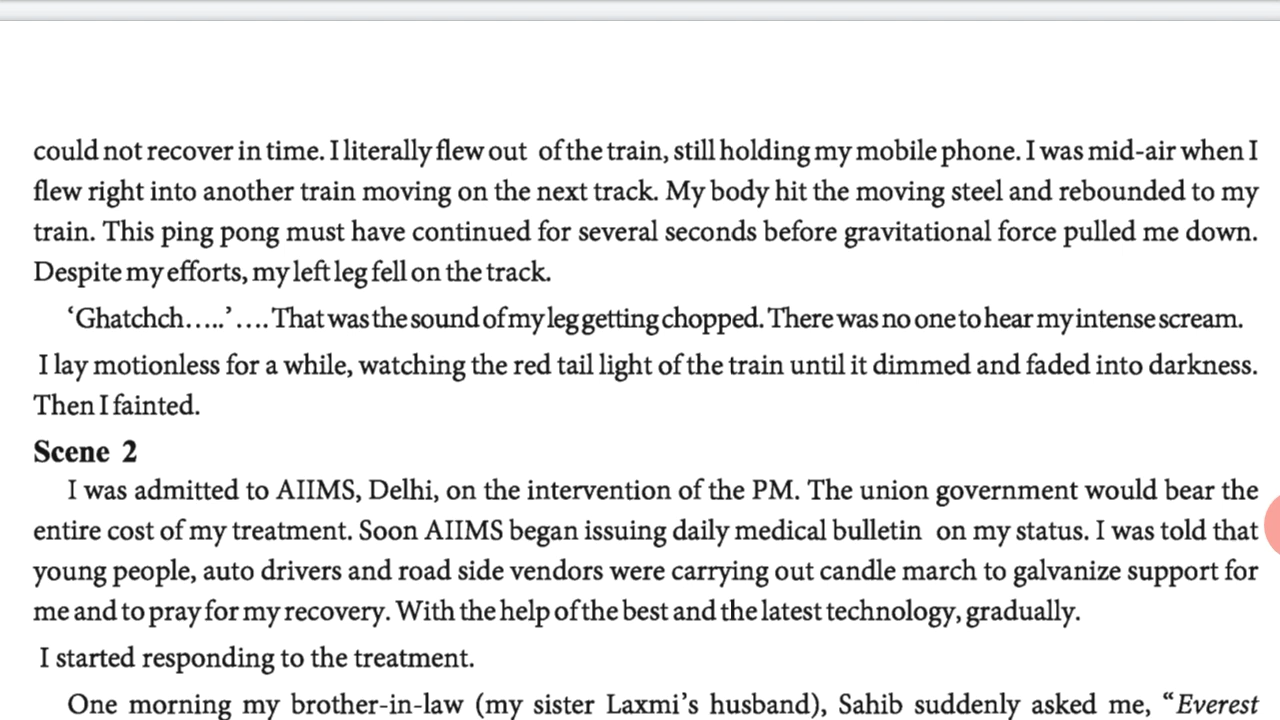 could not recover in time. I literally flew out of the train, still holding my mobile phone. I was mid-air when I
flew right into another train moving on the next track. My body hit the moving steel and rebounded to my
train. This ping pong must have continued for several seconds before gravitational force pulled me down.
Despite my efforts, my left leg fell on the track.
‘Ghatchch…..’…. That was the sound of my leg getting chopped. There was no one to hear my intense scream.
I lay motionless for a while, watching the red tail light of the train until it dimmed and faded into darkness.
Then I fainted.
Scene 2
I was admitted to AIIMS, Delhi, on the intervention of the PM. The union government would bear the
entire cost of my treatment. Soon AIIMS began issuing daily medical bulletin on my status. I was told that
young people, auto drivers and road side vendors were carrying out candle march to galvanize support for
me and to pray for my recovery. With the help of the best and the latest technology, gradually.
I started responding to the treatment.
One morning my brother-in-law (my sister Laxmi’s husband), Sahib suddenly asked me, “Everest